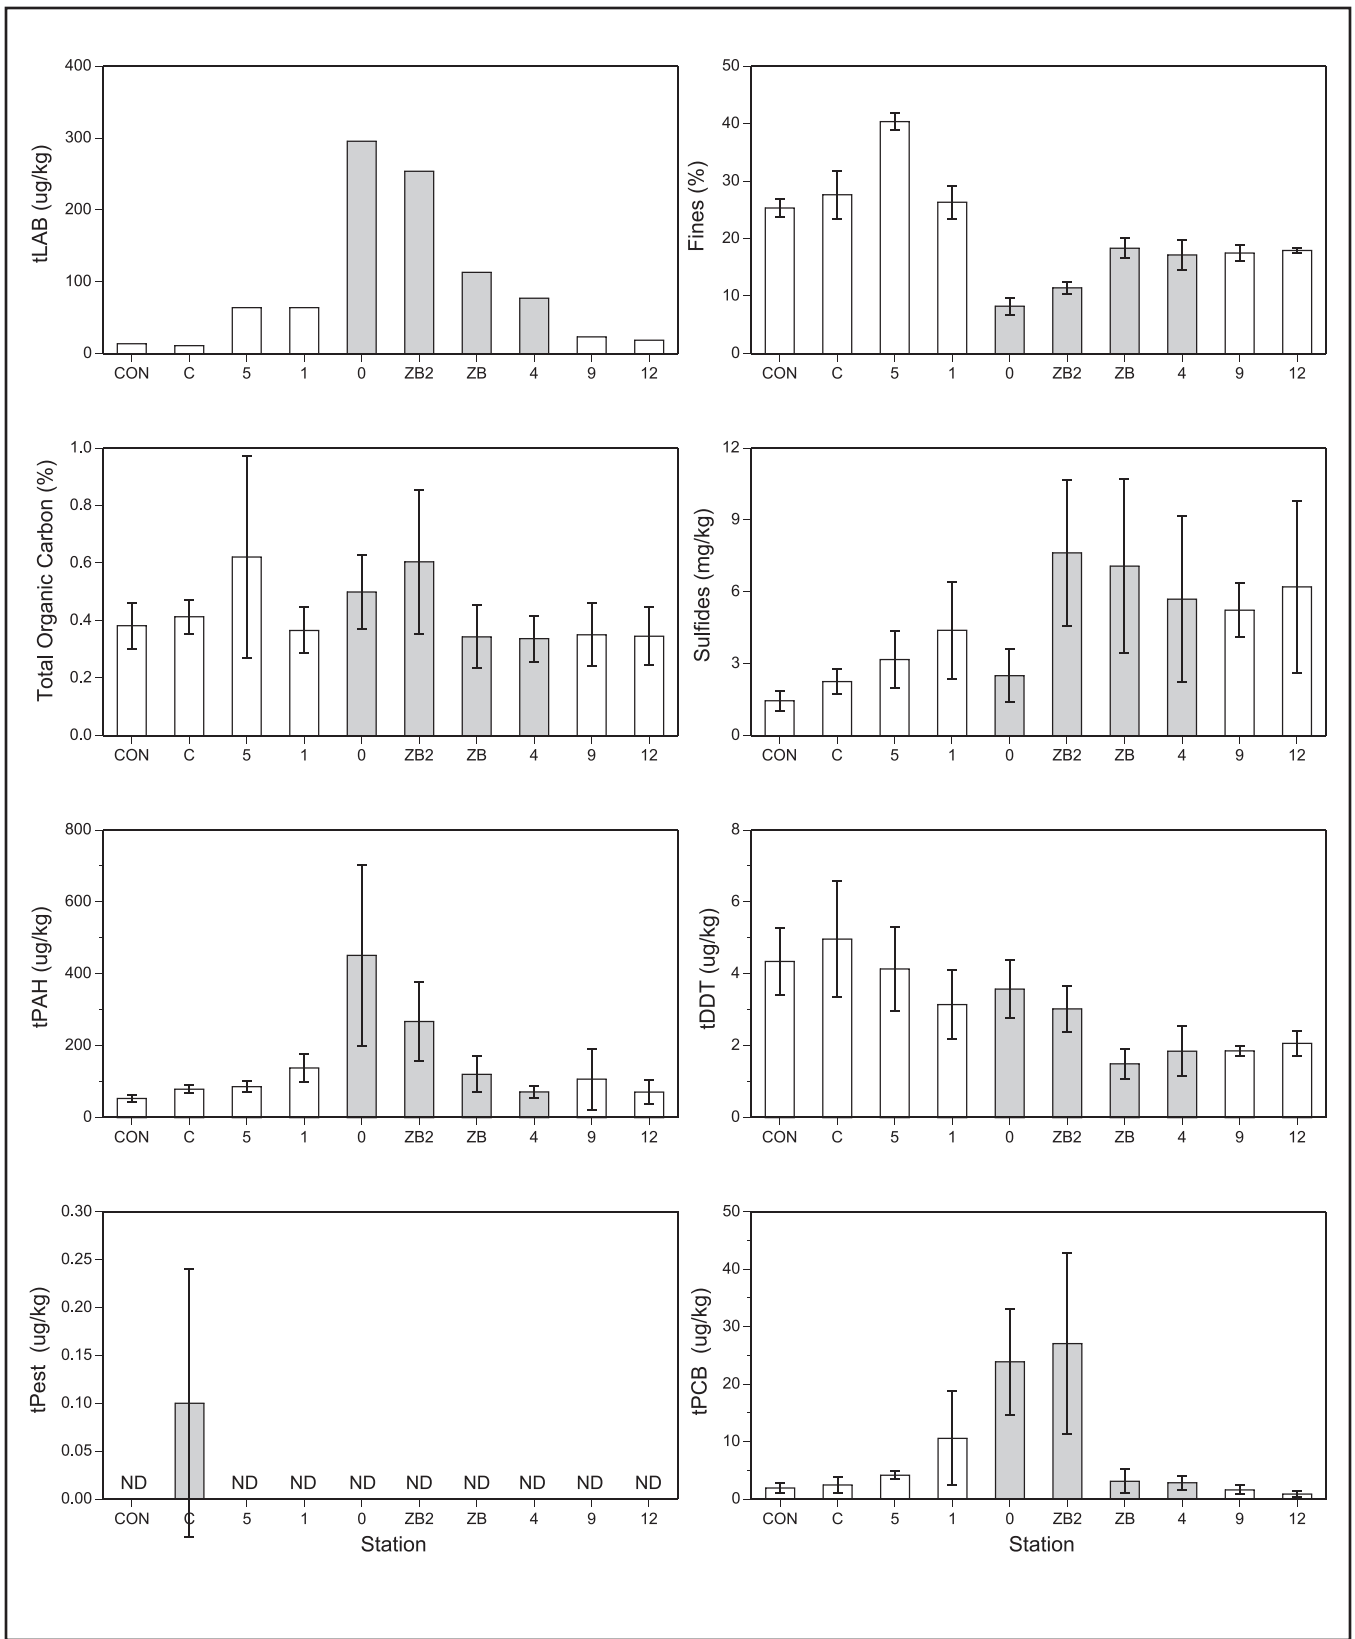 tLAB (ug/kg)
400
300
200
100
0
CON C 5 1 0 ZB2 ZB 4 9 12
Fines (%)
50
40
30
20
10
0
CON C 5 1 0 ZB2 ZB 4 9 12
Total Organic Carbon (%)
1.0
0.8
0.6
0.4
0.2
0.0
CON C 5 1 0 ZB2 ZB 4 9 12
Sulfides (mg/kg)
12
9
6
3
0
CON C 5 1 0 ZB2 ZB 4 9 12
tPAH (ug/kg)
800
600
400
200
0
CON C 5 1 0 ZB2 ZB 4 9 12
tDDT (ug/kg)
8
6
4
2
0
CON C 5 1 0 ZB2 ZB 4 9 12
tPest (ug/kg)
0.30
0.25
0.20
0.15
0.10
0.05
0.00
ND ND ND ND ND ND ND ND ND
CON C 5 1 0 ZB2 ZB 4 9 12
Station
tPCB (ug/kg)
50
40
30
20
10
0
CON C 5 1 0 ZB2 ZB 4 9 12
Station